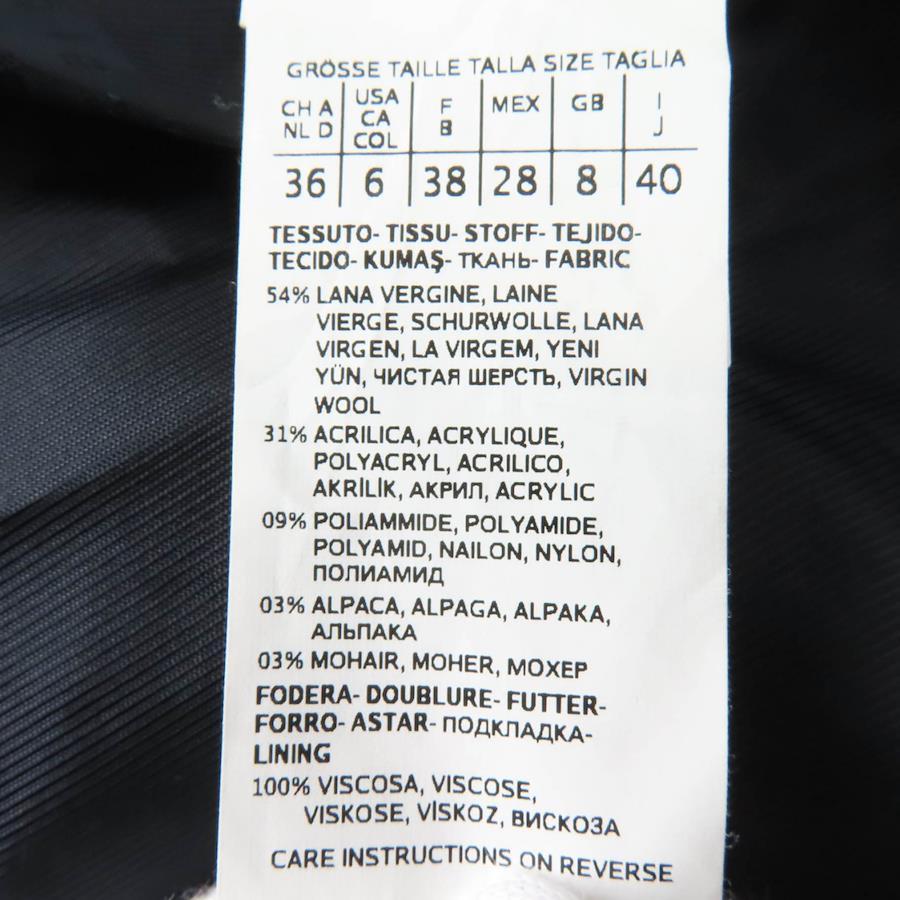 GRÖSSE TAILLE TALLA SIZE TAGLIA
CH A NL D USA CA COL F B MEX GB I J
36 6 38 28 8 40
TESSUTO- TISSU- STOFF- TEJIDO-
TECIDO- KUMAŞ- ТКАНЬ- FABRIC
54% LANA VERGINE, LAINE
VIERGE, SCHURWOLLE, LANA
VIRGEN, LA VIRGEM, YENI
YÜN, ЧИСТАЯ ШЕРСТЬ, VIRGIN
WOOL
31% ACRILICA, ACRYLIQUE,
POLYACRYL, ACRILICO,
AKRİLİK, АКРИЛ, ACRYLIC
09% POLIAMMIDE, POLYAMIDE,
POLYAMID, NAILON, NYLON,
ПОЛИАМИД
03% ALPACA, ALPAGA, ALPAKA,
АЛЬПАКА
03% MOHAIR, MOHER, МОХЕР
FODERA- DOUBLURE- FUTTER-
FORRO- ASTAR- ПОДКЛАДКА-
LINING
100% VISCOSA, VISCOSE,
VISKOSE, VİSKOZ, ВИСКОЗА
CARE INSTRUCTIONS ON REVERSE